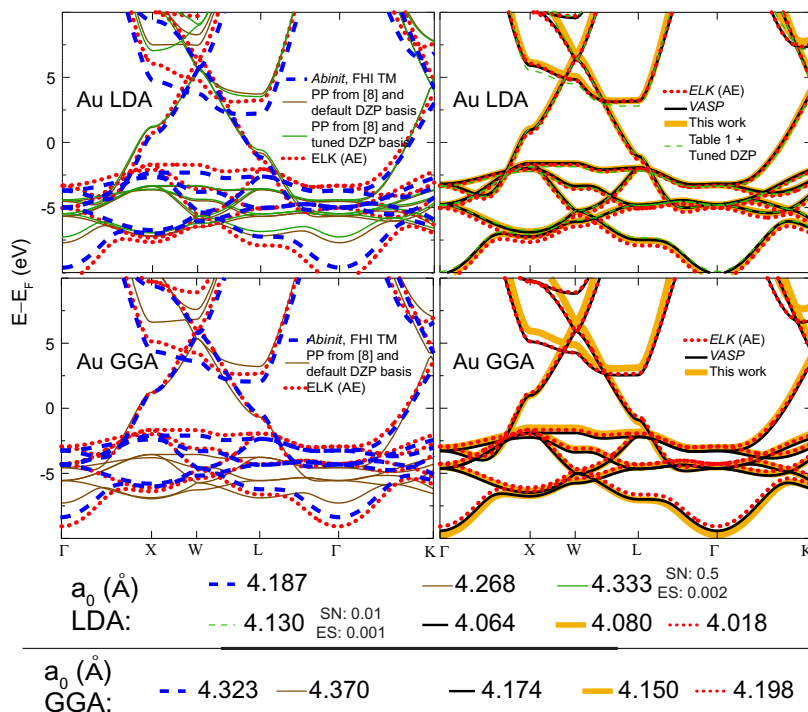 5
0
-5
Au LDA
Abinit, FHI TM
PP from [8] and
default DZP basis
PP from [8] and
tuned DZP basis
ELK (AE)
Au LDA
ELK (AE)
VASP
This work
Table 1 +
Tuned DZP
E−E_F (eV)
5
0
-5
Au GGA
Abinit, FHI TM
PP from [8] and
default DZP basis
ELK (AE)
Au GGA
ELK (AE)
VASP
This work
Γ X W L Γ K Γ X W L Γ K
a₀ (Å)
LDA:
4.187 4.268 4.333 SN: 0.5
ES: 0.002
4.130 SN: 0.01
ES: 0.001
4.064 4.080 4.018
a₀ (Å)
GGA:
4.323 4.370 4.174 4.150 4.198